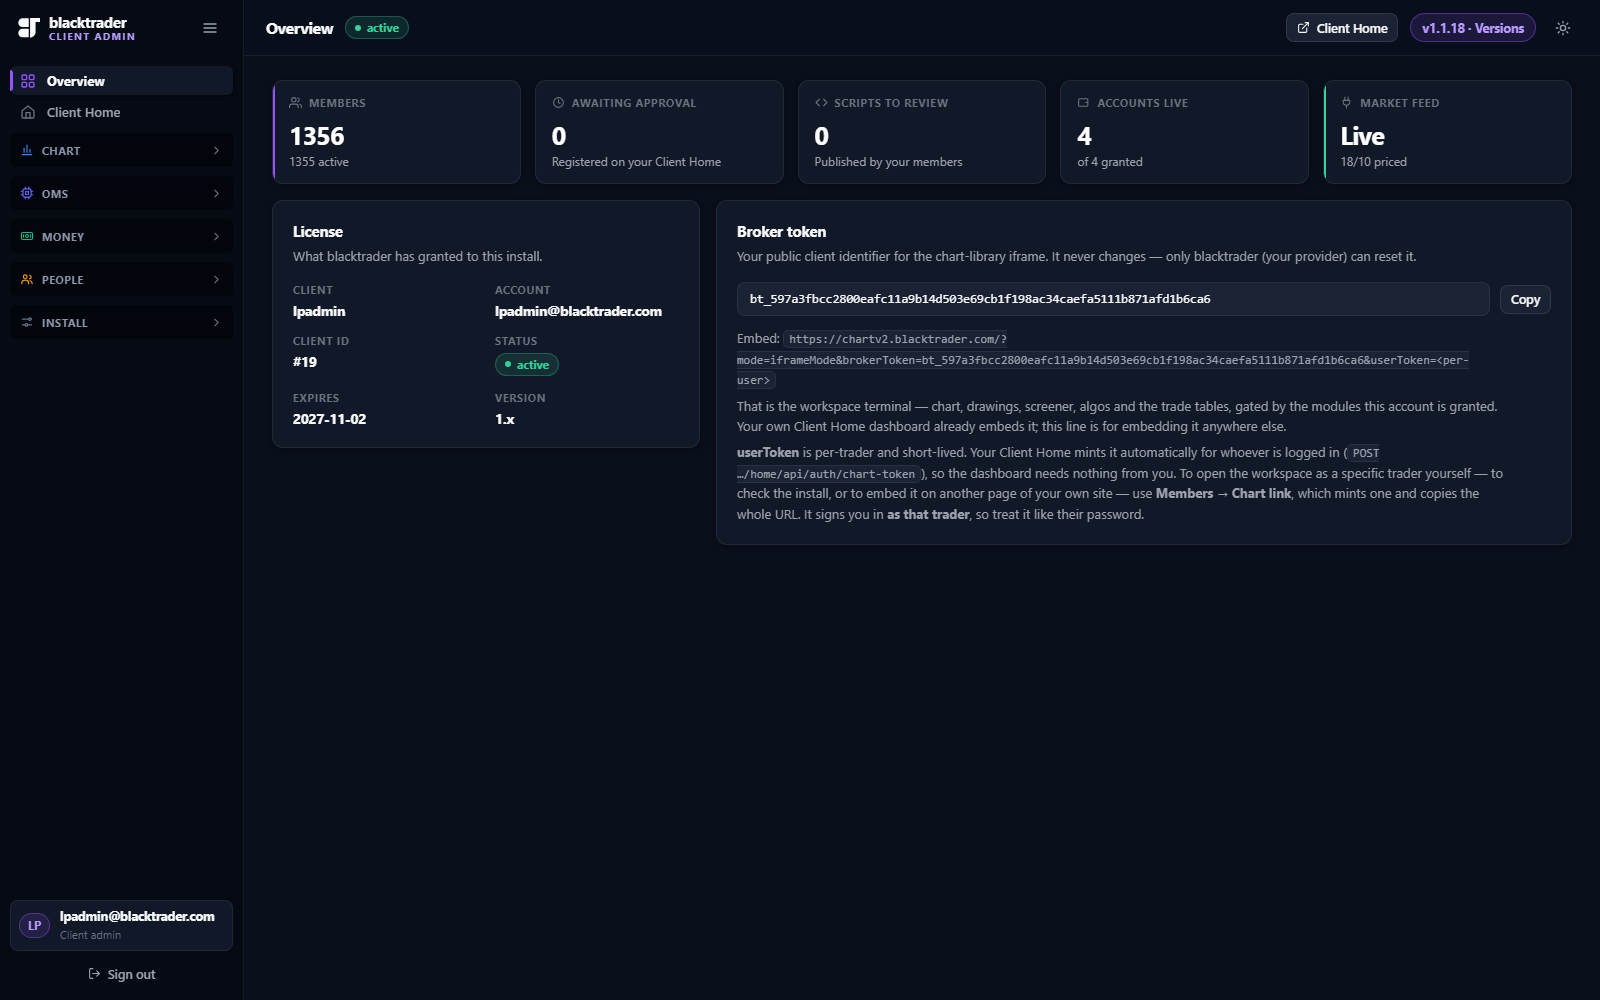 blacktrader
CLIENT ADMIN
Overview
Client Home
CHART
OMS
MONEY
PEOPLE
INSTALL
LP
lpadmin@blacktrader.com
Client admin
Sign out
Overview
active
Client Home
v1.1.18 · Versions
MEMBERS
1356
1355 active
AWAITING APPROVAL
0
Registered on your Client Home
SCRIPTS TO REVIEW
0
Published by your members
ACCOUNTS LIVE
4
of 4 granted
MARKET FEED
Live
18/10 priced
License
What blacktrader has granted to this install.
CLIENT
lpadmin
ACCOUNT
lpadmin@blacktrader.com
CLIENT ID
#19
STATUS
active
EXPIRES
2027-11-02
VERSION
1.x
Broker token
Your public client identifier for the chart-library iframe. It never changes — only blacktrader (your provider) can reset it.
bt_597a3fbcc2800eafc11a9b14d503e69cb1f198ac34caefa5111b871afd1b6ca6
Copy
Embed: https://chartv2.blacktrader.com/?
mode=iframeMode&brokerToken=bt_597a3fbcc2800eafc11a9b14d503e69cb1f198ac34caefa5111b871afd1b6ca6&userToken=<per-
user>
That is the workspace terminal — chart, drawings, screener, algos and the trade tables, gated by the modules this account is granted.
Your own Client Home dashboard already embeds it; this line is for embedding it anywhere else.
userToken is per-trader and short-lived. Your Client Home mints it automatically for whoever is logged in ( POST
…/home/api/auth/chart-token ), so the dashboard needs nothing from you. To open the workspace as a specific trader yourself — to
check the install, or to embed it on another page of your own site — use Members → Chart link, which mints one and copies the
whole URL. It signs you in as that trader, so treat it like their password.